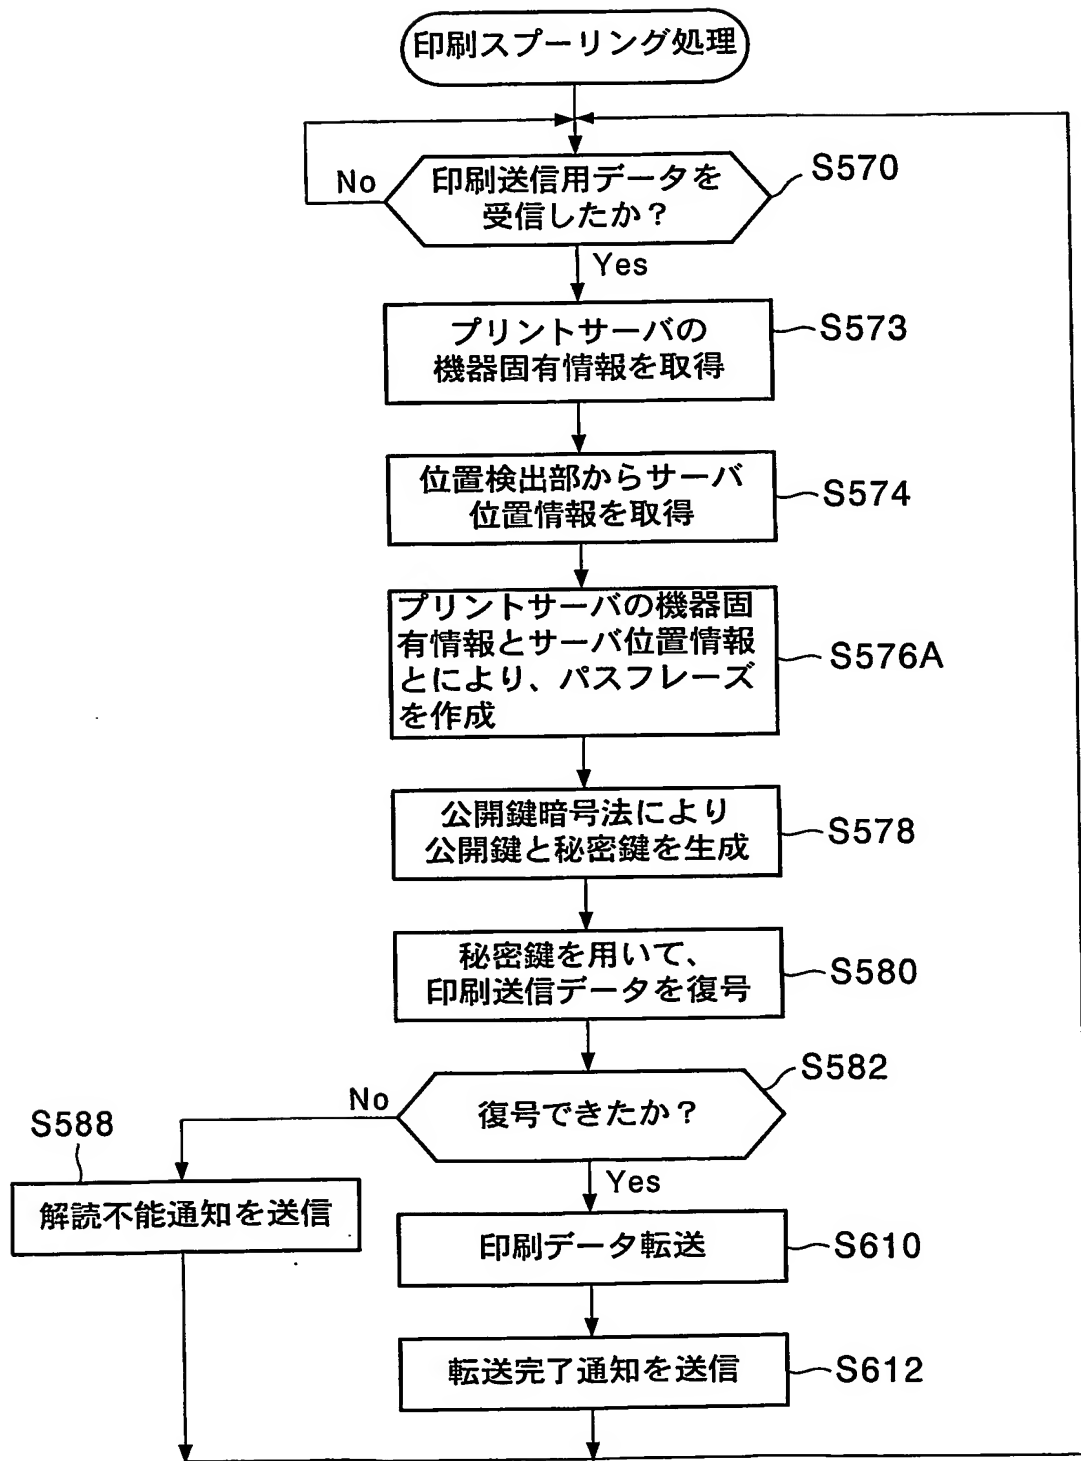 印刷スプーリング処理
印刷送信用データを
受信したか？
S570
No
Yes
プリントサーバの
機器固有情報を取得
S573
位置検出部からサーバ
位置情報を取得
S574
プリントサーバの機器固
有情報とサーバ位置情報
とにより、パスフレーズ
を作成
S576A
公開鍵暗号法により
公開鍵と秘密鍵を生成
S578
秘密鍵を用いて、
印刷送信データを復号
S580
復号できたか？
S582
No
Yes
S588
解読不能通知を送信
印刷データ転送
S610
転送完了通知を送信
S612